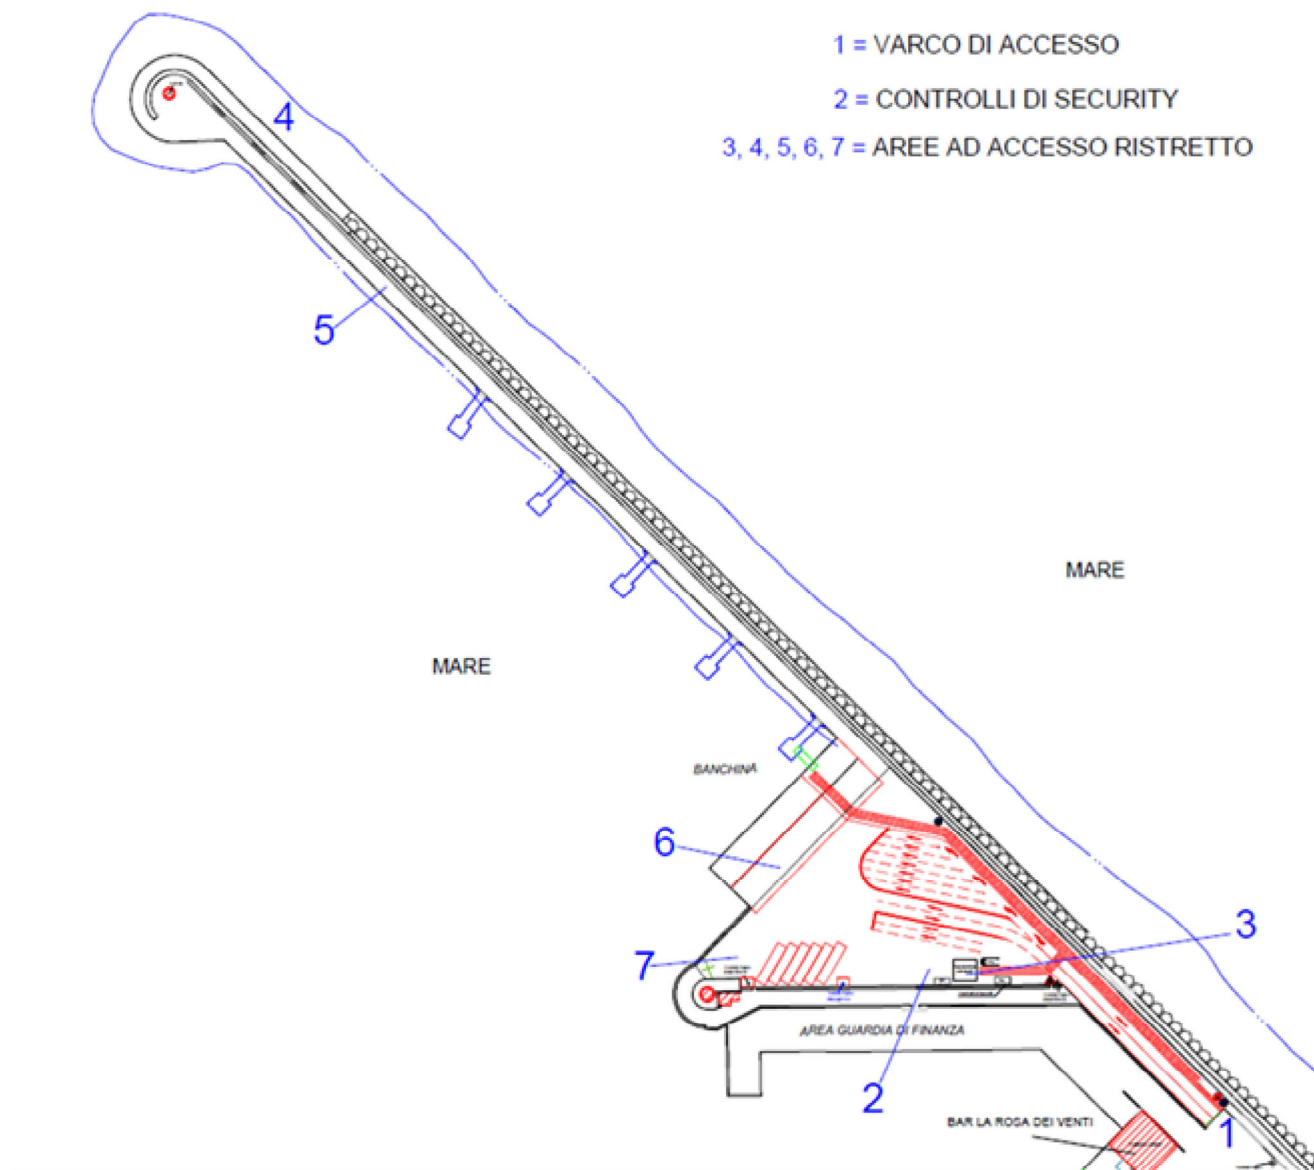 1 = VARCO DI ACCESSO
2 = CONTROLLI DI SECURITY
3, 4, 5, 6, 7 = AREE AD ACCESSO RISTRETTO
4
5
MARE
MARE
BANCHINA
6
3
7
AREA GUARDIA DI FINANZA
2
BAR LA ROSA DEI VENTI
1